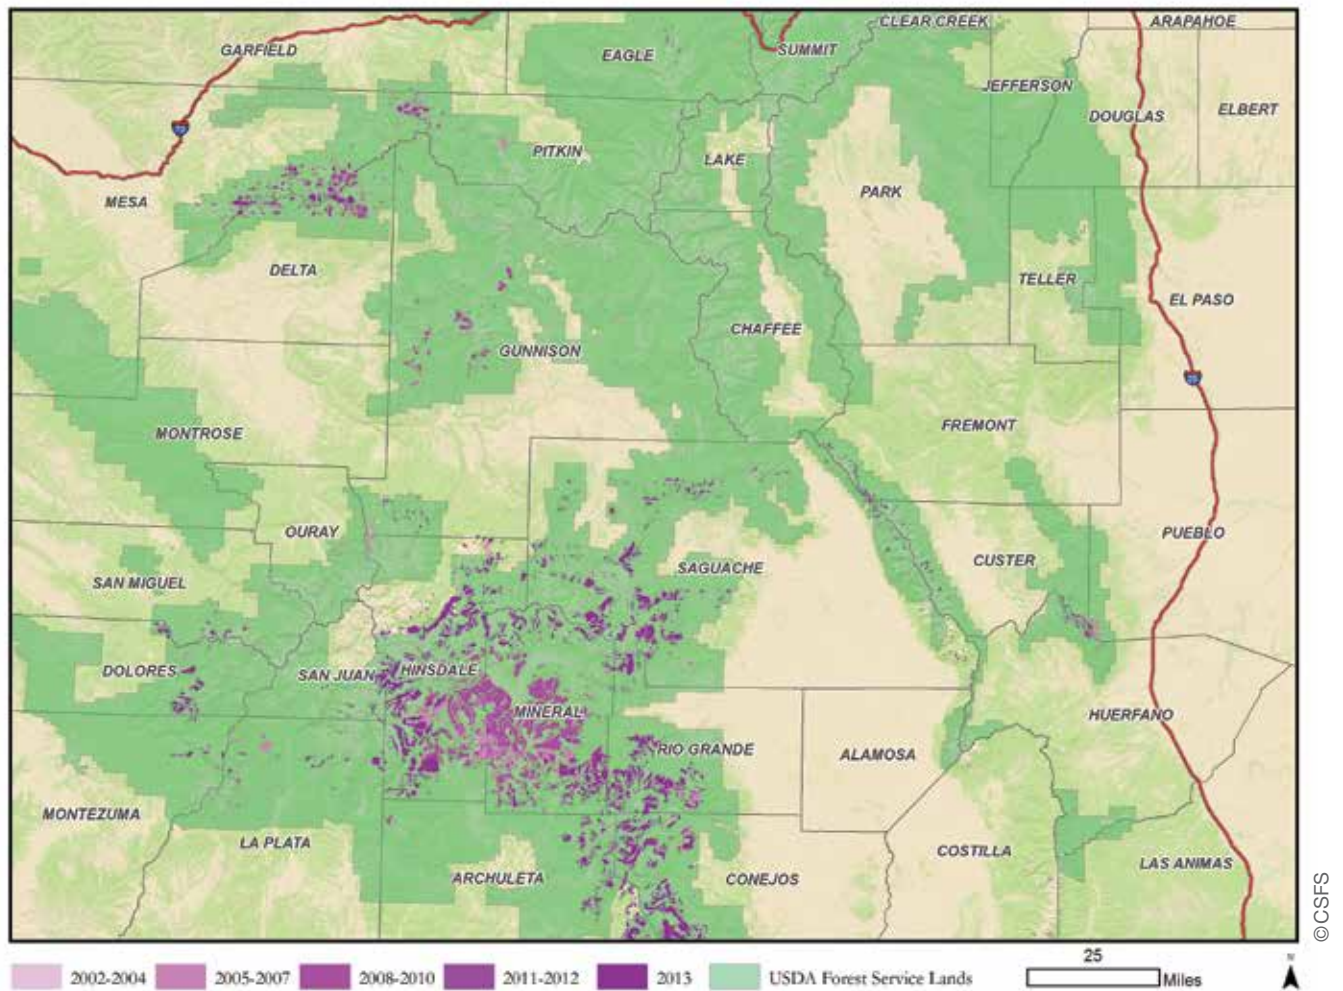 GARFIELD
EAGLE
SUMMIT
CLEAR CREEK
ARAPAHOE
JEFFERSON
DOUGLAS
ELBERT
70
PITKIN
LAKE
PARK
MESA
DELTA
TELLER
EL PASO
GUNNISON
CHAFFEE
25
MONTROSE
FREMONT
OURAY
PUEBLO
SAN MIGUEL
SAGUACHE
CUSTER
DOLORES
SAN JUAN
HINSDALE
MINERAL
HUERFANO
RIO GRANDE
ALAMOSA
MONTEZUMA
LA PLATA
COSTILLA
LAS ANIMAS
ARCHULETA
CONEJOS
©CSFS
2002-2004 2005-2007 2008-2010 2011-2012 2013 USDA Forest Service Lands
25
Miles
N